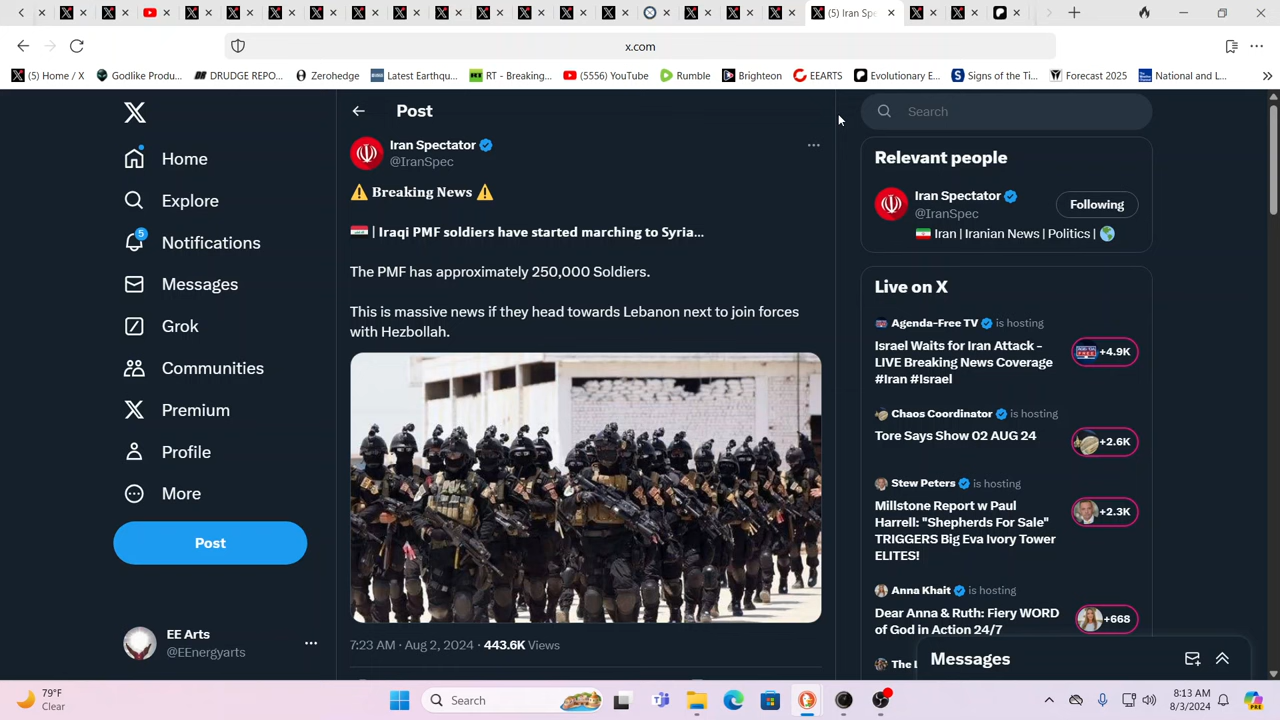 (5) Iran Spe
x.com
(5) Home / X
Godlike Produ...
DRUDGE REPO...
Zerohedge
Latest Earthqu...
RT - Breaking...
(5556) YouTube
Rumble
Brighteon
EEARTS
Evolutionary E...
Signs of the Ti...
Forecast 2025
National and L...
Post
Search
Iran Spectator
@IranSpec
⚠️ Breaking News ⚠️
🇮🇶 | Iraqi PMF soldiers have started marching to Syria...
The PMF has approximately 250,000 Soldiers.
This is massive news if they head towards Lebanon next to join forces
with Hezbollah.
7:23 AM · Aug 2, 2024 · 443.6K Views
Home
Explore
5
Notifications
Messages
Grok
Communities
Premium
Profile
More
Post
EE Arts
@EEnergyarts
Relevant people
Iran Spectator
@IranSpec
Following
🇮🇷 Iran | Iranian News | Politics | 🌎
Live on X
Agenda-Free TV is hosting
Israel Waits for Iran Attack -
LIVE Breaking News Coverage
#Iran #Israel
+4.9K
Chaos Coordinator is hosting
Tore Says Show 02 AUG 24
+2.6K
Stew Peters is hosting
Millstone Report w Paul
Harrell: "Shepherds For Sale"
TRIGGERS Big Eva Ivory Tower
ELITES!
+2.3K
Anna Khait is hosting
Dear Anna & Ruth: Fiery WORD
of God in Action 24/7
+668
The
Messages
79°F
Clear
Search
8:13 AM
8/3/2024